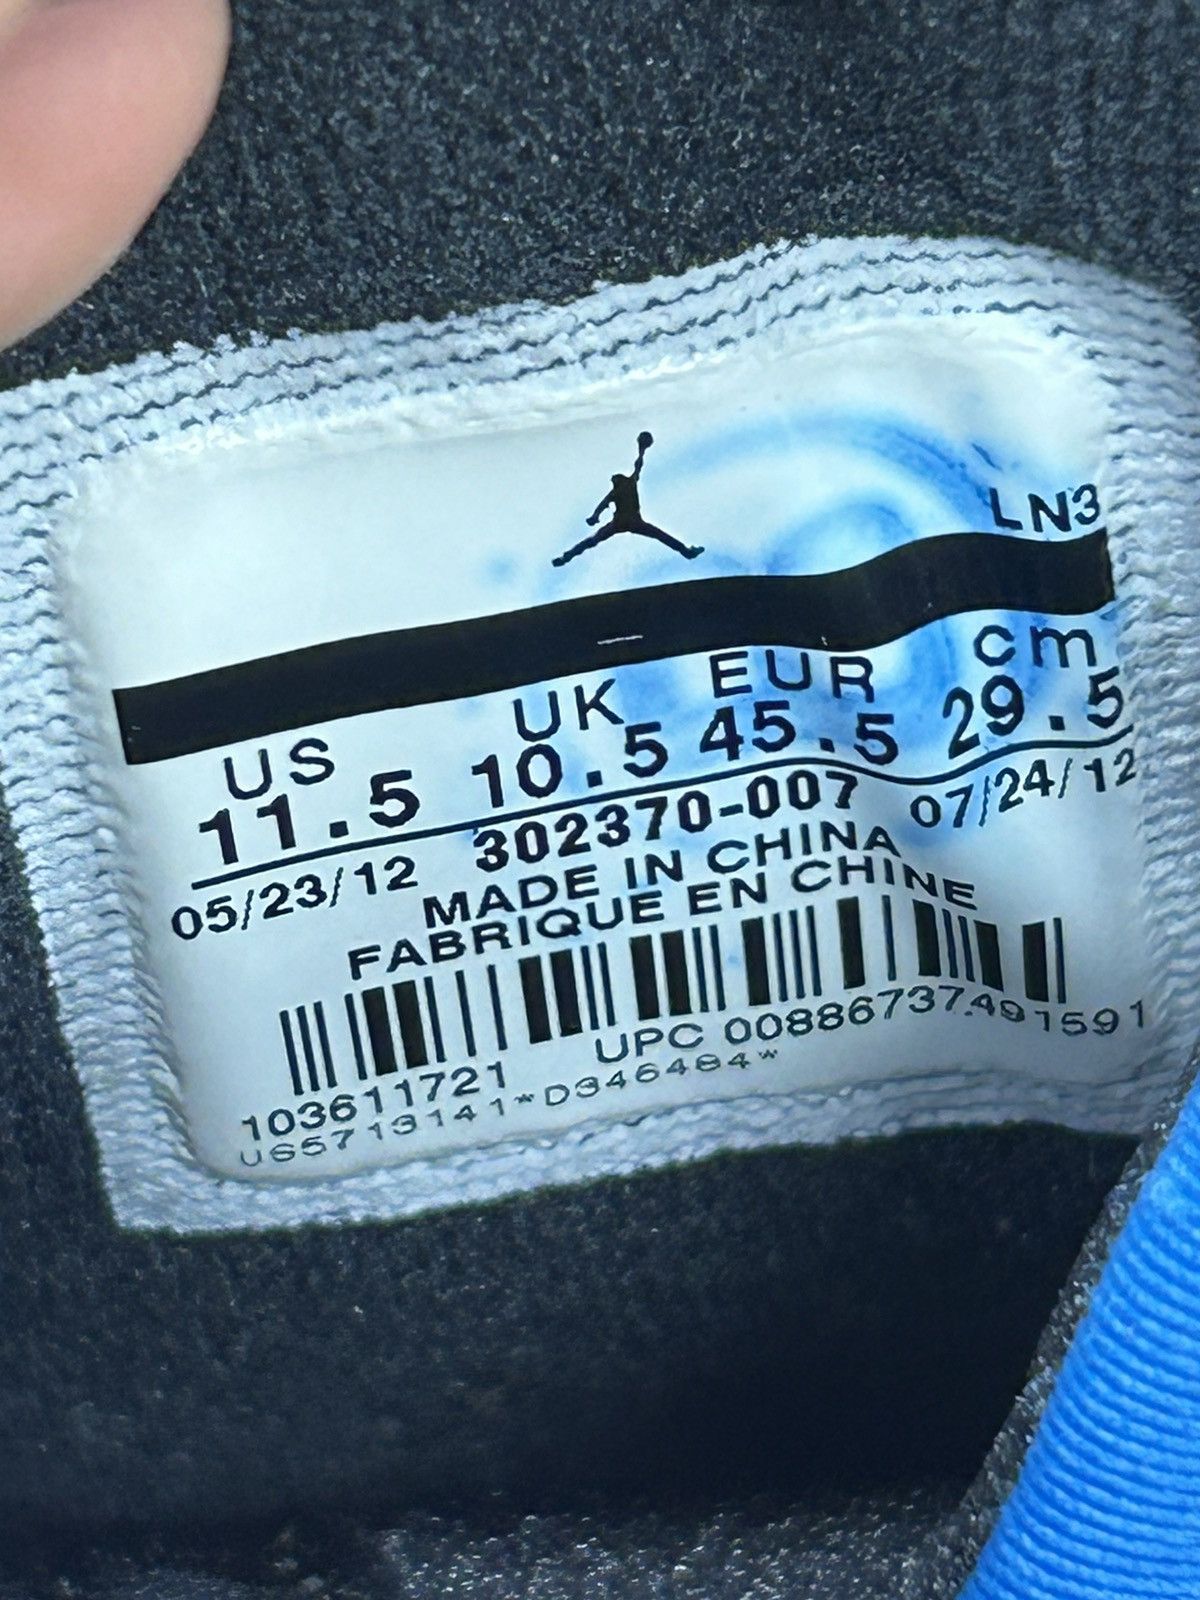 LN3
US UK EUR cm
11.5 10.5 45.5 29.5
05/23/12 302370-007 07/24/12
MADE IN CHINA
FABRIQUE EN CHINE
103611721 UPC 00886737491591
US5713141*D346484*